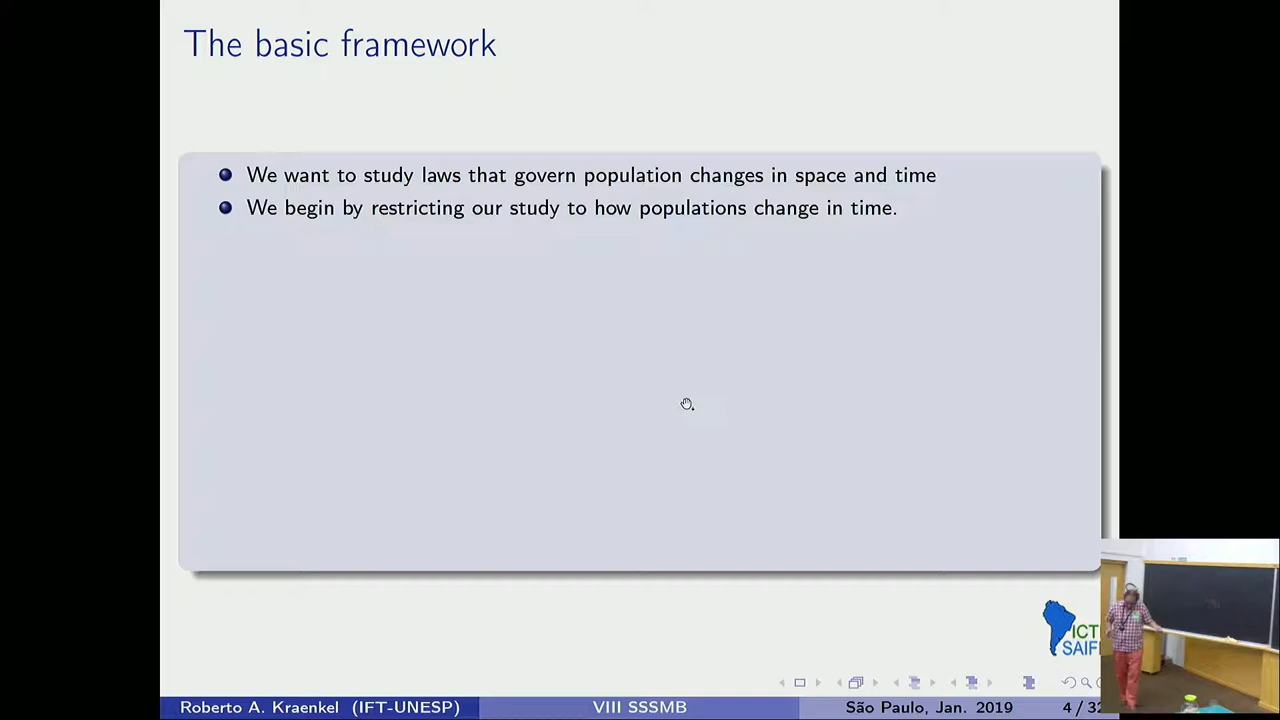 The basic framework
We want to study laws that govern population changes in space and time
We begin by restricting our study to how populations change in time.
ICT
SAIF
Roberto A. Kraenkel (IFT-UNESP)
VIII SSSMB
São Paulo, Jan. 2019
4 / 32